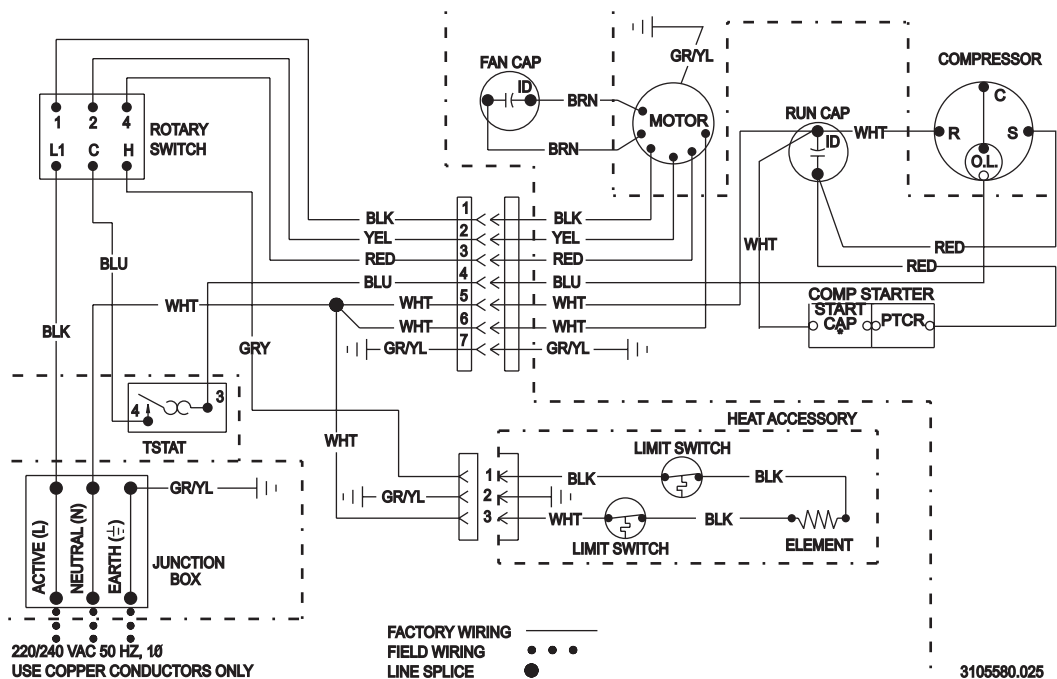 GR/YL
FAN CAP
ID
BRN
BRN
MOTOR
COMPRESSOR
C
R
S
O.L.
RUN CAP
ID
WHT
1 2 4
L1 C H
ROTARY
SWITCH
1
2
3
4
5
6
7
BLK
YEL
RED
BLU
WHT
WHT
GR/YL
BLK
YEL
RED
BLU
WHT
WHT
GR/YL
WHT
RED
RED
COMP STARTER
START
CAP
*
PTCR
BLU
WHT
BLK
GRY
4
3
TSTAT
WHT
HEAT ACCESSORY
LIMIT SWITCH
1
2
3
BLK
BLK
GR/YL
WHT
BLK
LIMIT SWITCH
ELEMENT
GR/YL
ACTIVE (L)
NEUTRAL (N)
EARTH (⏚)
JUNCTION
BOX
220/240 VAC 50 HZ, 1Ø
USE COPPER CONDUCTORS ONLY
FACTORY WIRING
FIELD WIRING
LINE SPLICE
3105580.025